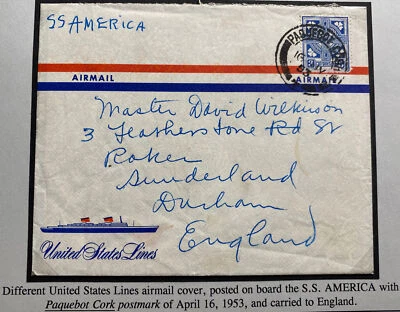 SS AMERICA
PAQUEBOT
AIRMAIL
AIRMAIL
Master David Wilkinson
3 Featherstone Rd St
Roker
Sunderland
Durham
England
United States Lines
Different United States Lines airmail cover, posted on board the S.S. AMERICA with
Paquebot Cork postmark of April 16, 1953, and carried to England.